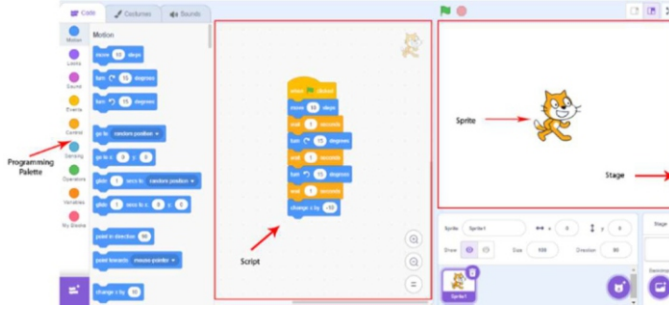 Code
Costumes
Sounds
Motion
Looks
Sound
Events
Control
Sensing
Operators
Variables
My Blocks
Programming
Palette
Motion
move 10 steps
turn 15 degrees
turn 15 degrees
go to random position
go to x: 0 y: 0
glide 1 secs to random position
glide 1 secs to x: 0 y: 0
point in direction 90
point towards mouse-pointer
change x by 10
when clicked
move 10 steps
wait 1 seconds
turn 15 degrees
wait 1 seconds
turn 15 degrees
wait 1 seconds
change x by -10
Script
Sprite
Stage
Sprite Sprite1 x 0 y 0
Show Size 100 Direction 90
Sprite1
Stage